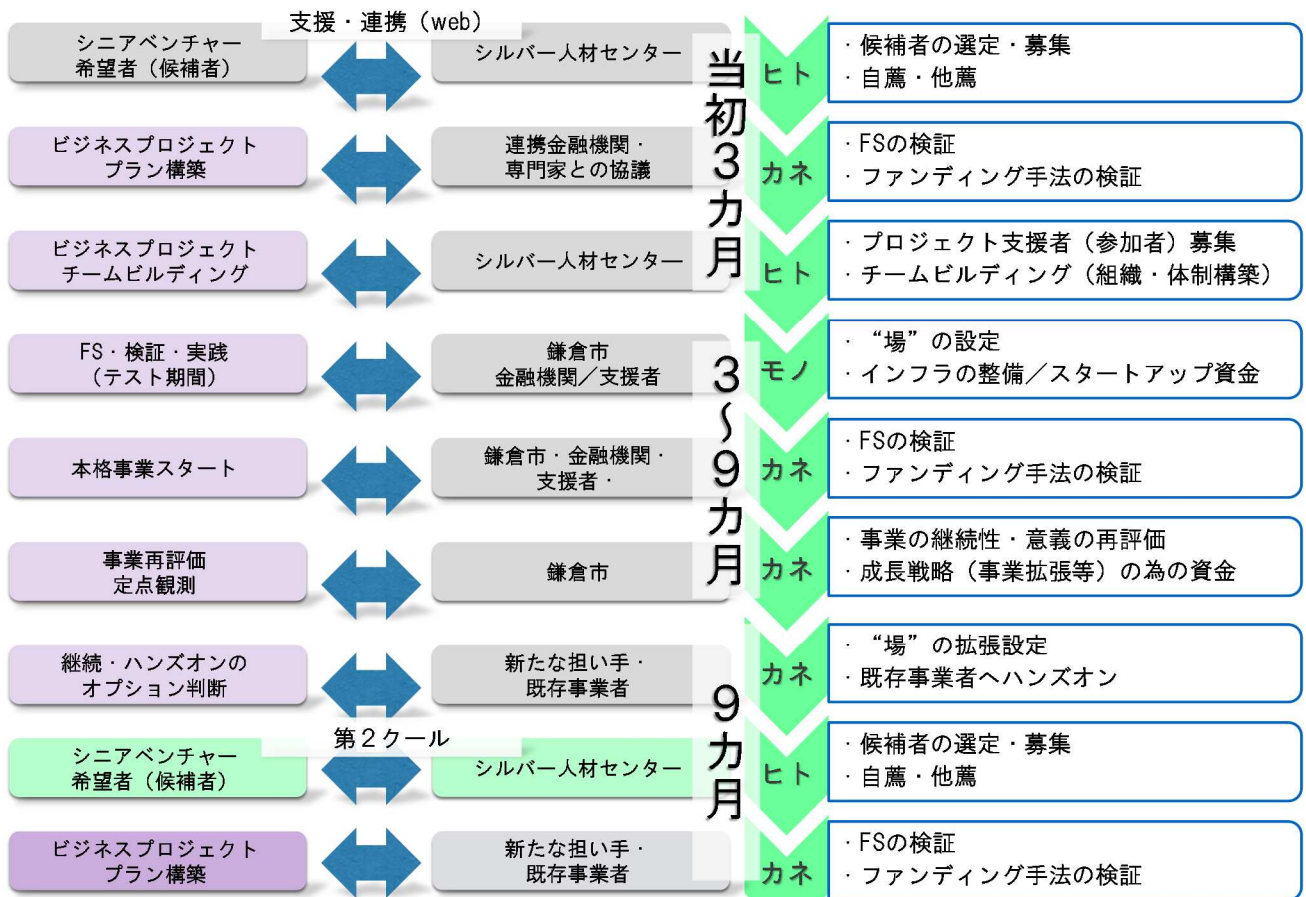 支援・連携（web）
シニアベンチャー
希望者（候補者）
シルバー人材センター
ヒト
・候補者の選定・募集
・自薦・他薦
当初3カ月
ビジネスプロジェクト
プラン構築
連携金融機関・
専門家との協議
カネ
・FSの検証
・ファンディング手法の検証
ビジネスプロジェクト
チームビルディング
シルバー人材センター
ヒト
・プロジェクト支援者（参加者）募集
・チームビルディング（組織・体制構築）
FS・検証・実践
（テスト期間）
鎌倉市
金融機関／支援者
モノ
・“場”の設定
・インフラの整備／スタートアップ資金
3～9カ月
本格事業スタート
鎌倉市・金融機関・
支援者・
カネ
・FSの検証
・ファンディング手法の検証
事業再評価
定点観測
鎌倉市
カネ
・事業の継続性・意義の再評価
・成長戦略（事業拡張等）の為の資金
継続・ハンズオンの
オプション判断
新たな担い手・
既存事業者
カネ
・“場”の拡張設定
・既存事業者へハンズオン
9カ月
第2クール
シニアベンチャー
希望者（候補者）
シルバー人材センター
ヒト
・候補者の選定・募集
・自薦・他薦
ビジネスプロジェクト
プラン構築
新たな担い手・
既存事業者
カネ
・FSの検証
・ファンディング手法の検証